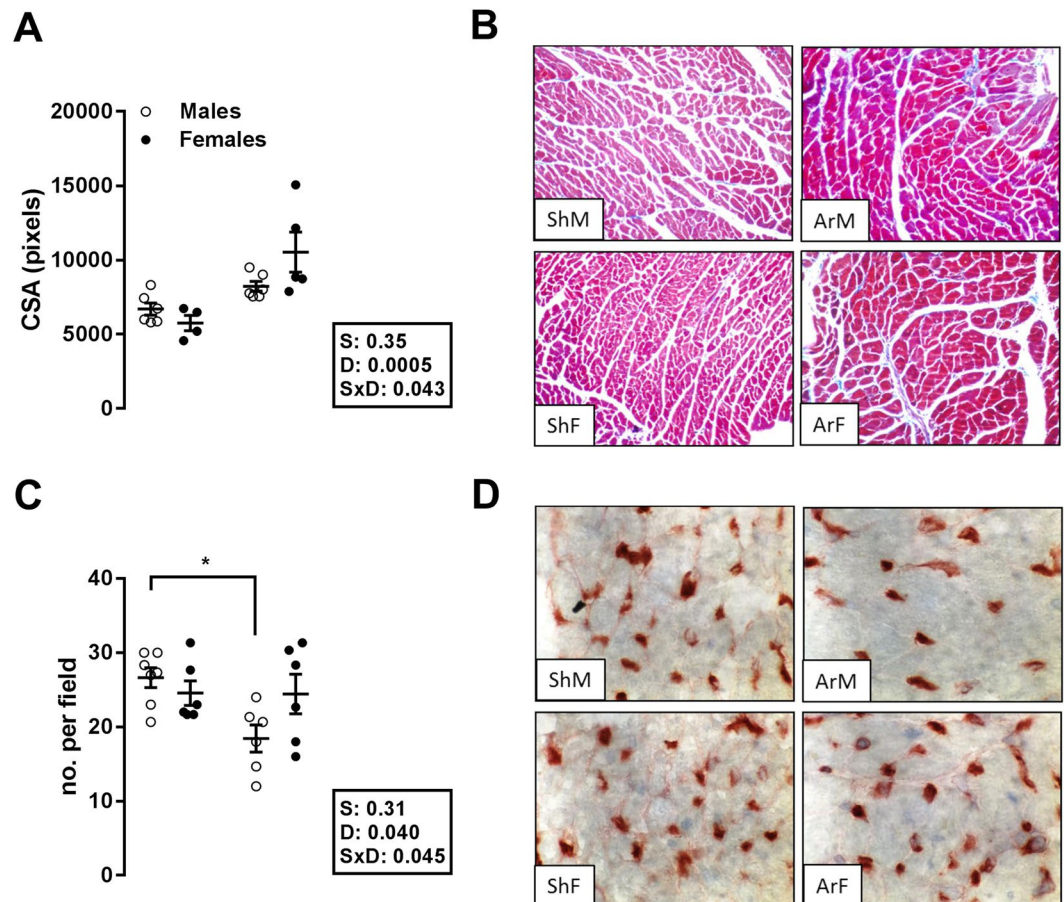 A
CSA (pixels)
20000
15000
10000
5000
0
Males
Females
S: 0.35
D: 0.0005
SxD: 0.043
B
ShM
ArM
ShF
ArF
C
no. per field
40
30
20
10
0
*
S: 0.31
D: 0.040
SxD: 0.045
D
ShM
ArM
ShF
ArF